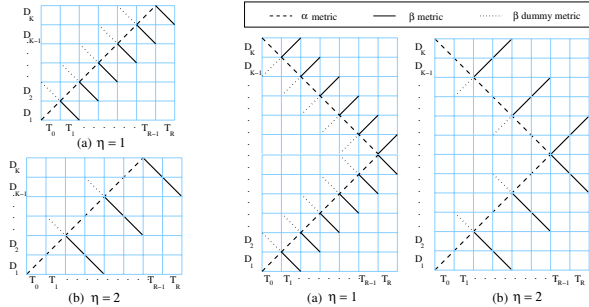 α metric β metric β dummy metric
D_K
D_K-1
D_2
D_1
T_0 T_1 T_R-1 T_R
(a) η = 1
D_K
D_K-1
D_2
D_1
T_0 T_1 T_R-1 T_R
(b) η = 2
D_K
D_K-1
D_2
D_1
T_0 T_1 T_R-1 T_R
(a) η = 1
D_K
D_K-1
D_2
D_1
T_0 T_1 T_R-1 T_R
(b) η = 2